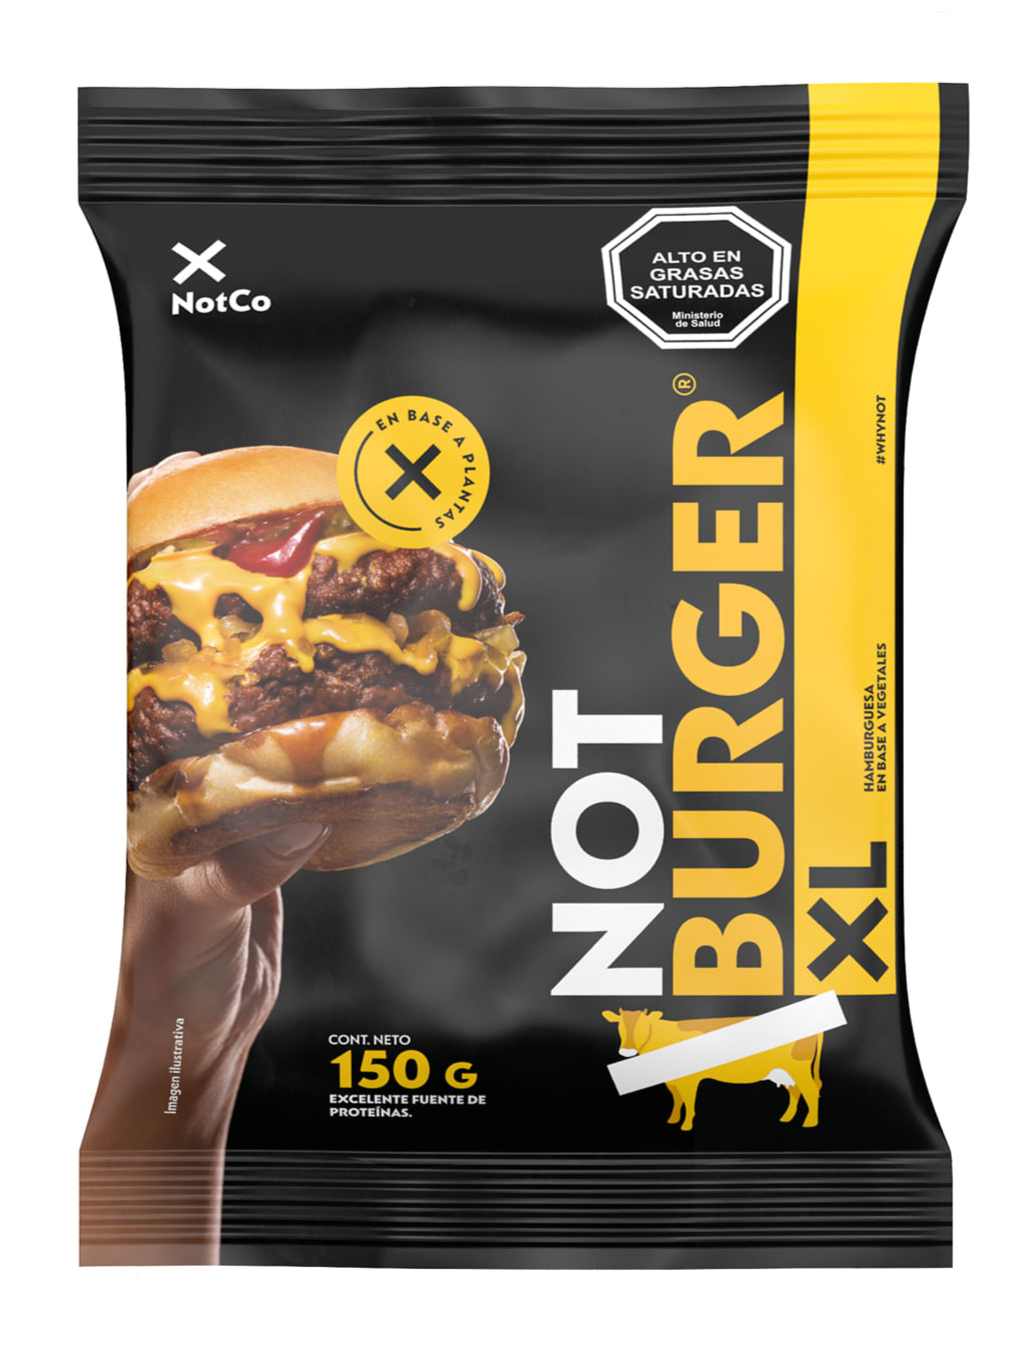 NotCo
ALTO EN
GRASAS
SATURADAS
Ministerio
de Salud
EN BASE A PLANTAS
#WHYNOT
NOT
BURGER®
XL
HAMBURGUESA
EN BASE A VEGETALES
CONT. NETO
150 G
EXCELENTE FUENTE DE
PROTEÍNAS.
Imagen ilustrativa